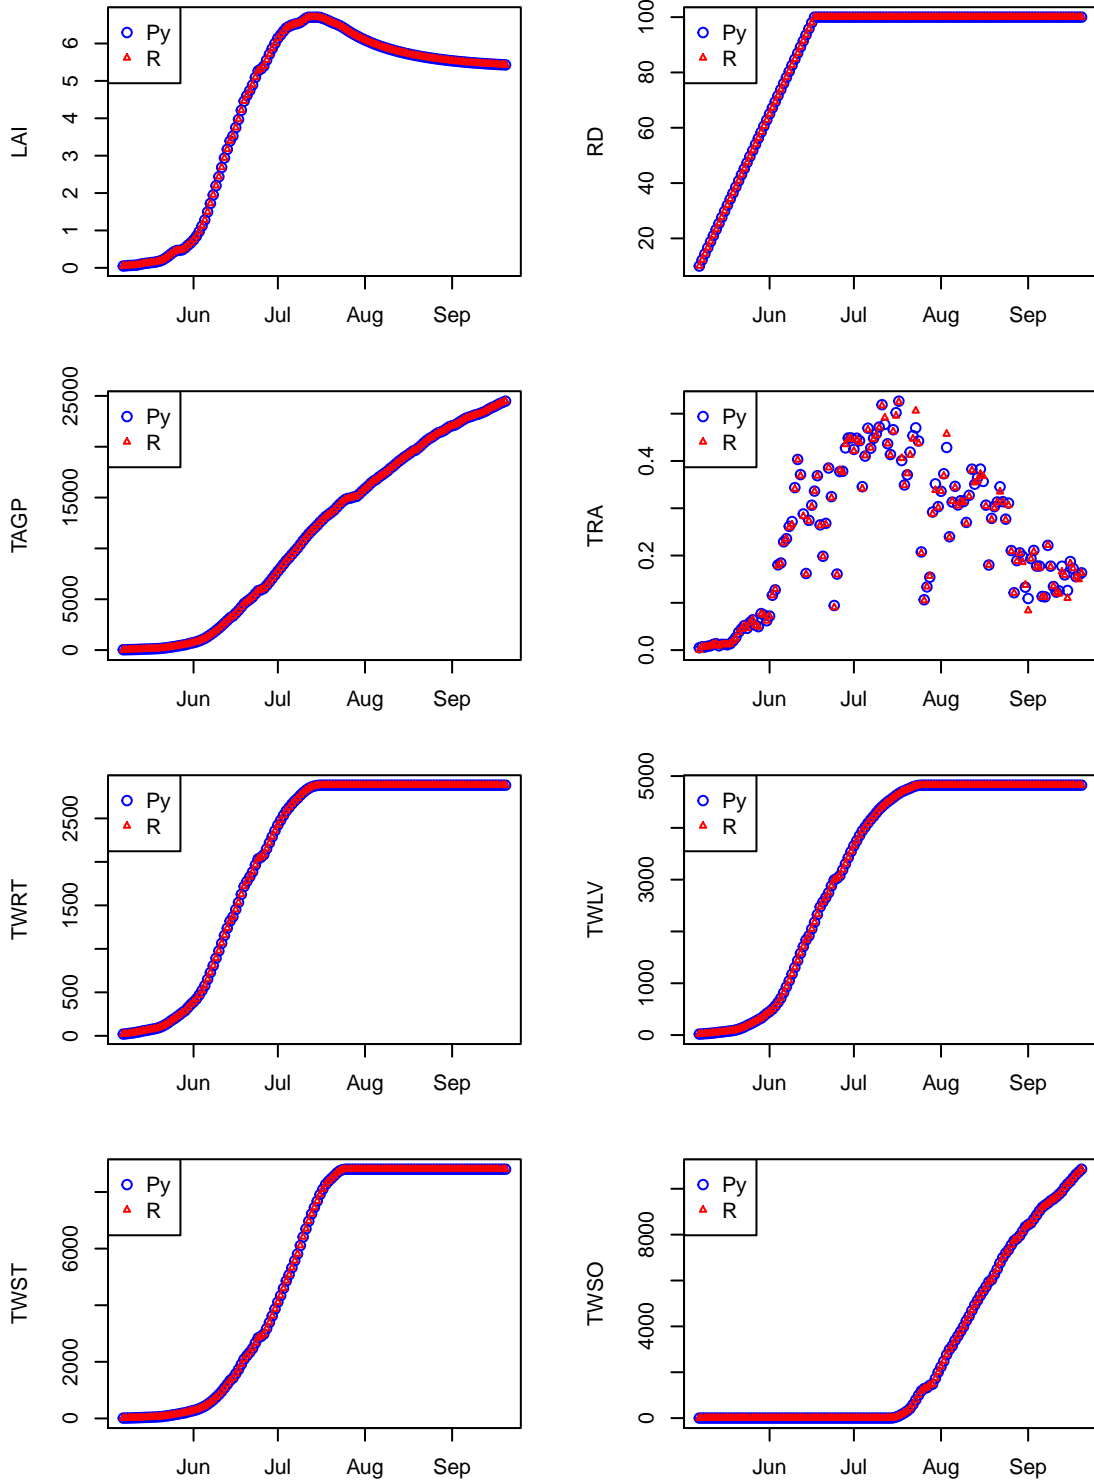 LAI
0
1
2
3
4
5
6
Py
R
Jun
Jul
Aug
Sep
RD
20
40
60
80
100
Py
R
Jun
Jul
Aug
Sep
TAGP
0
5000
15000
25000
Py
R
Jun
Jul
Aug
Sep
TRA
0.0
0.2
0.4
Py
R
Jun
Jul
Aug
Sep
TWRT
0
500
1500
2500
Py
R
Jun
Jul
Aug
Sep
TWLV
0
1000
3000
5000
Py
R
Jun
Jul
Aug
Sep
TWST
0
2000
6000
Py
R
Jun
Jul
Aug
Sep
TWSO
0
4000
8000
Py
R
Jun
Jul
Aug
Sep